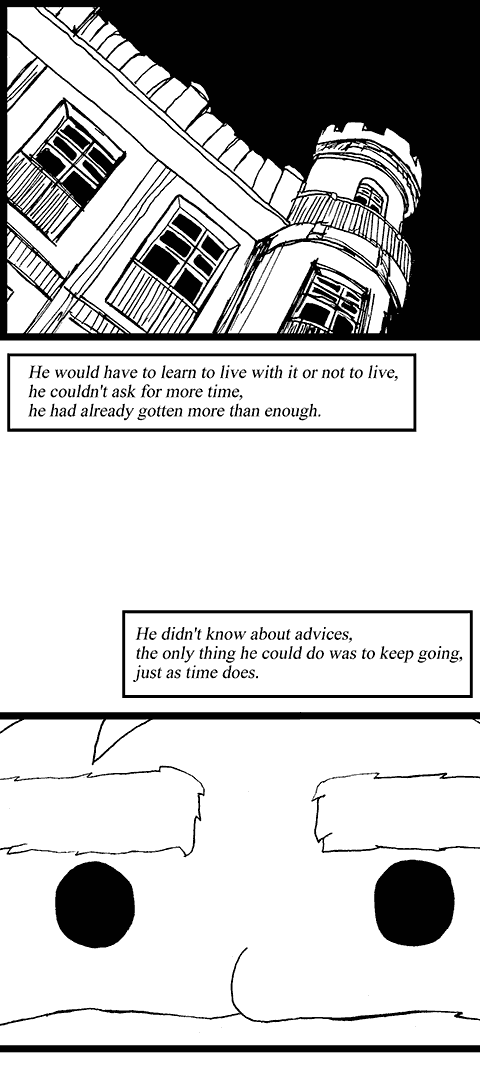 He would have to learn to live with it or not to live,
he couldn't ask for more time,
he had already gotten more than enough.
He didn't know about advices,
the only thing he could do was to keep going,
just as time does.